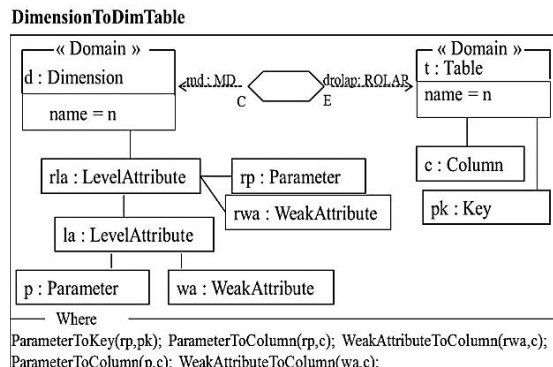 DimensionToDimTable
« Domain »
« Domain »
d : Dimension
md : MD
drolap: ROLAP
t : Table
name = n
C
E
name = n
c : Column
rla : LevelAttribute
rp : Parameter
rwa : WeakAttribute
pk : Key
la : LevelAttribute
p : Parameter
wa : WeakAttribute
Where
ParameterToKey(rp,pk); ParameterToColumn(rp,c); WeakAttributeToColumn(rwa,c);
ParameterToColumn(p,c); WeakAttributeToColumn(wa,c);